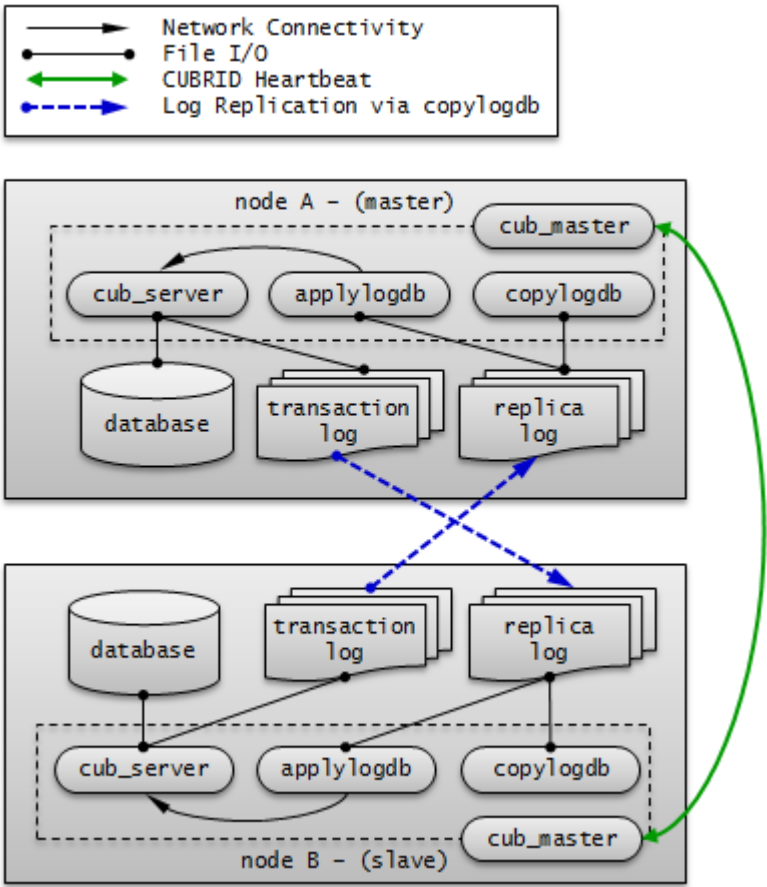 Network Connectivity
File I/O
CUBRID Heartbeat
Log Replication via copylogdb
node A - (master)
cub_master
cub_server
applylogdb
copylogdb
database
transaction
log
replica
log
database
transaction
log
replica
log
cub_server
applylogdb
copylogdb
cub_master
node B - (slave)